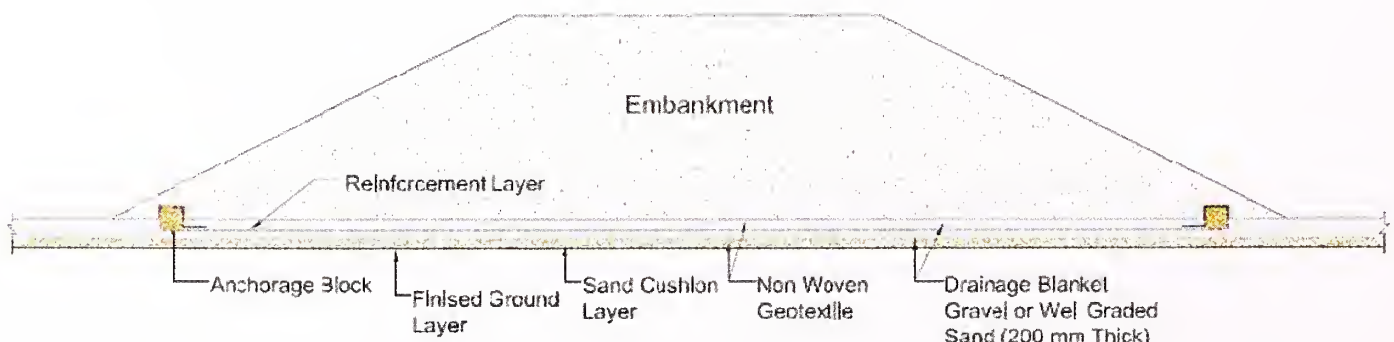 Embankment
Reinforcement Layer
Anchorage Block
Finised Ground
Layer
Sand Cushion
Layer
Non Woven
Geotextile
Drainage Blanket
Gravel or Wel Graded
Sand (200 mm Thick)